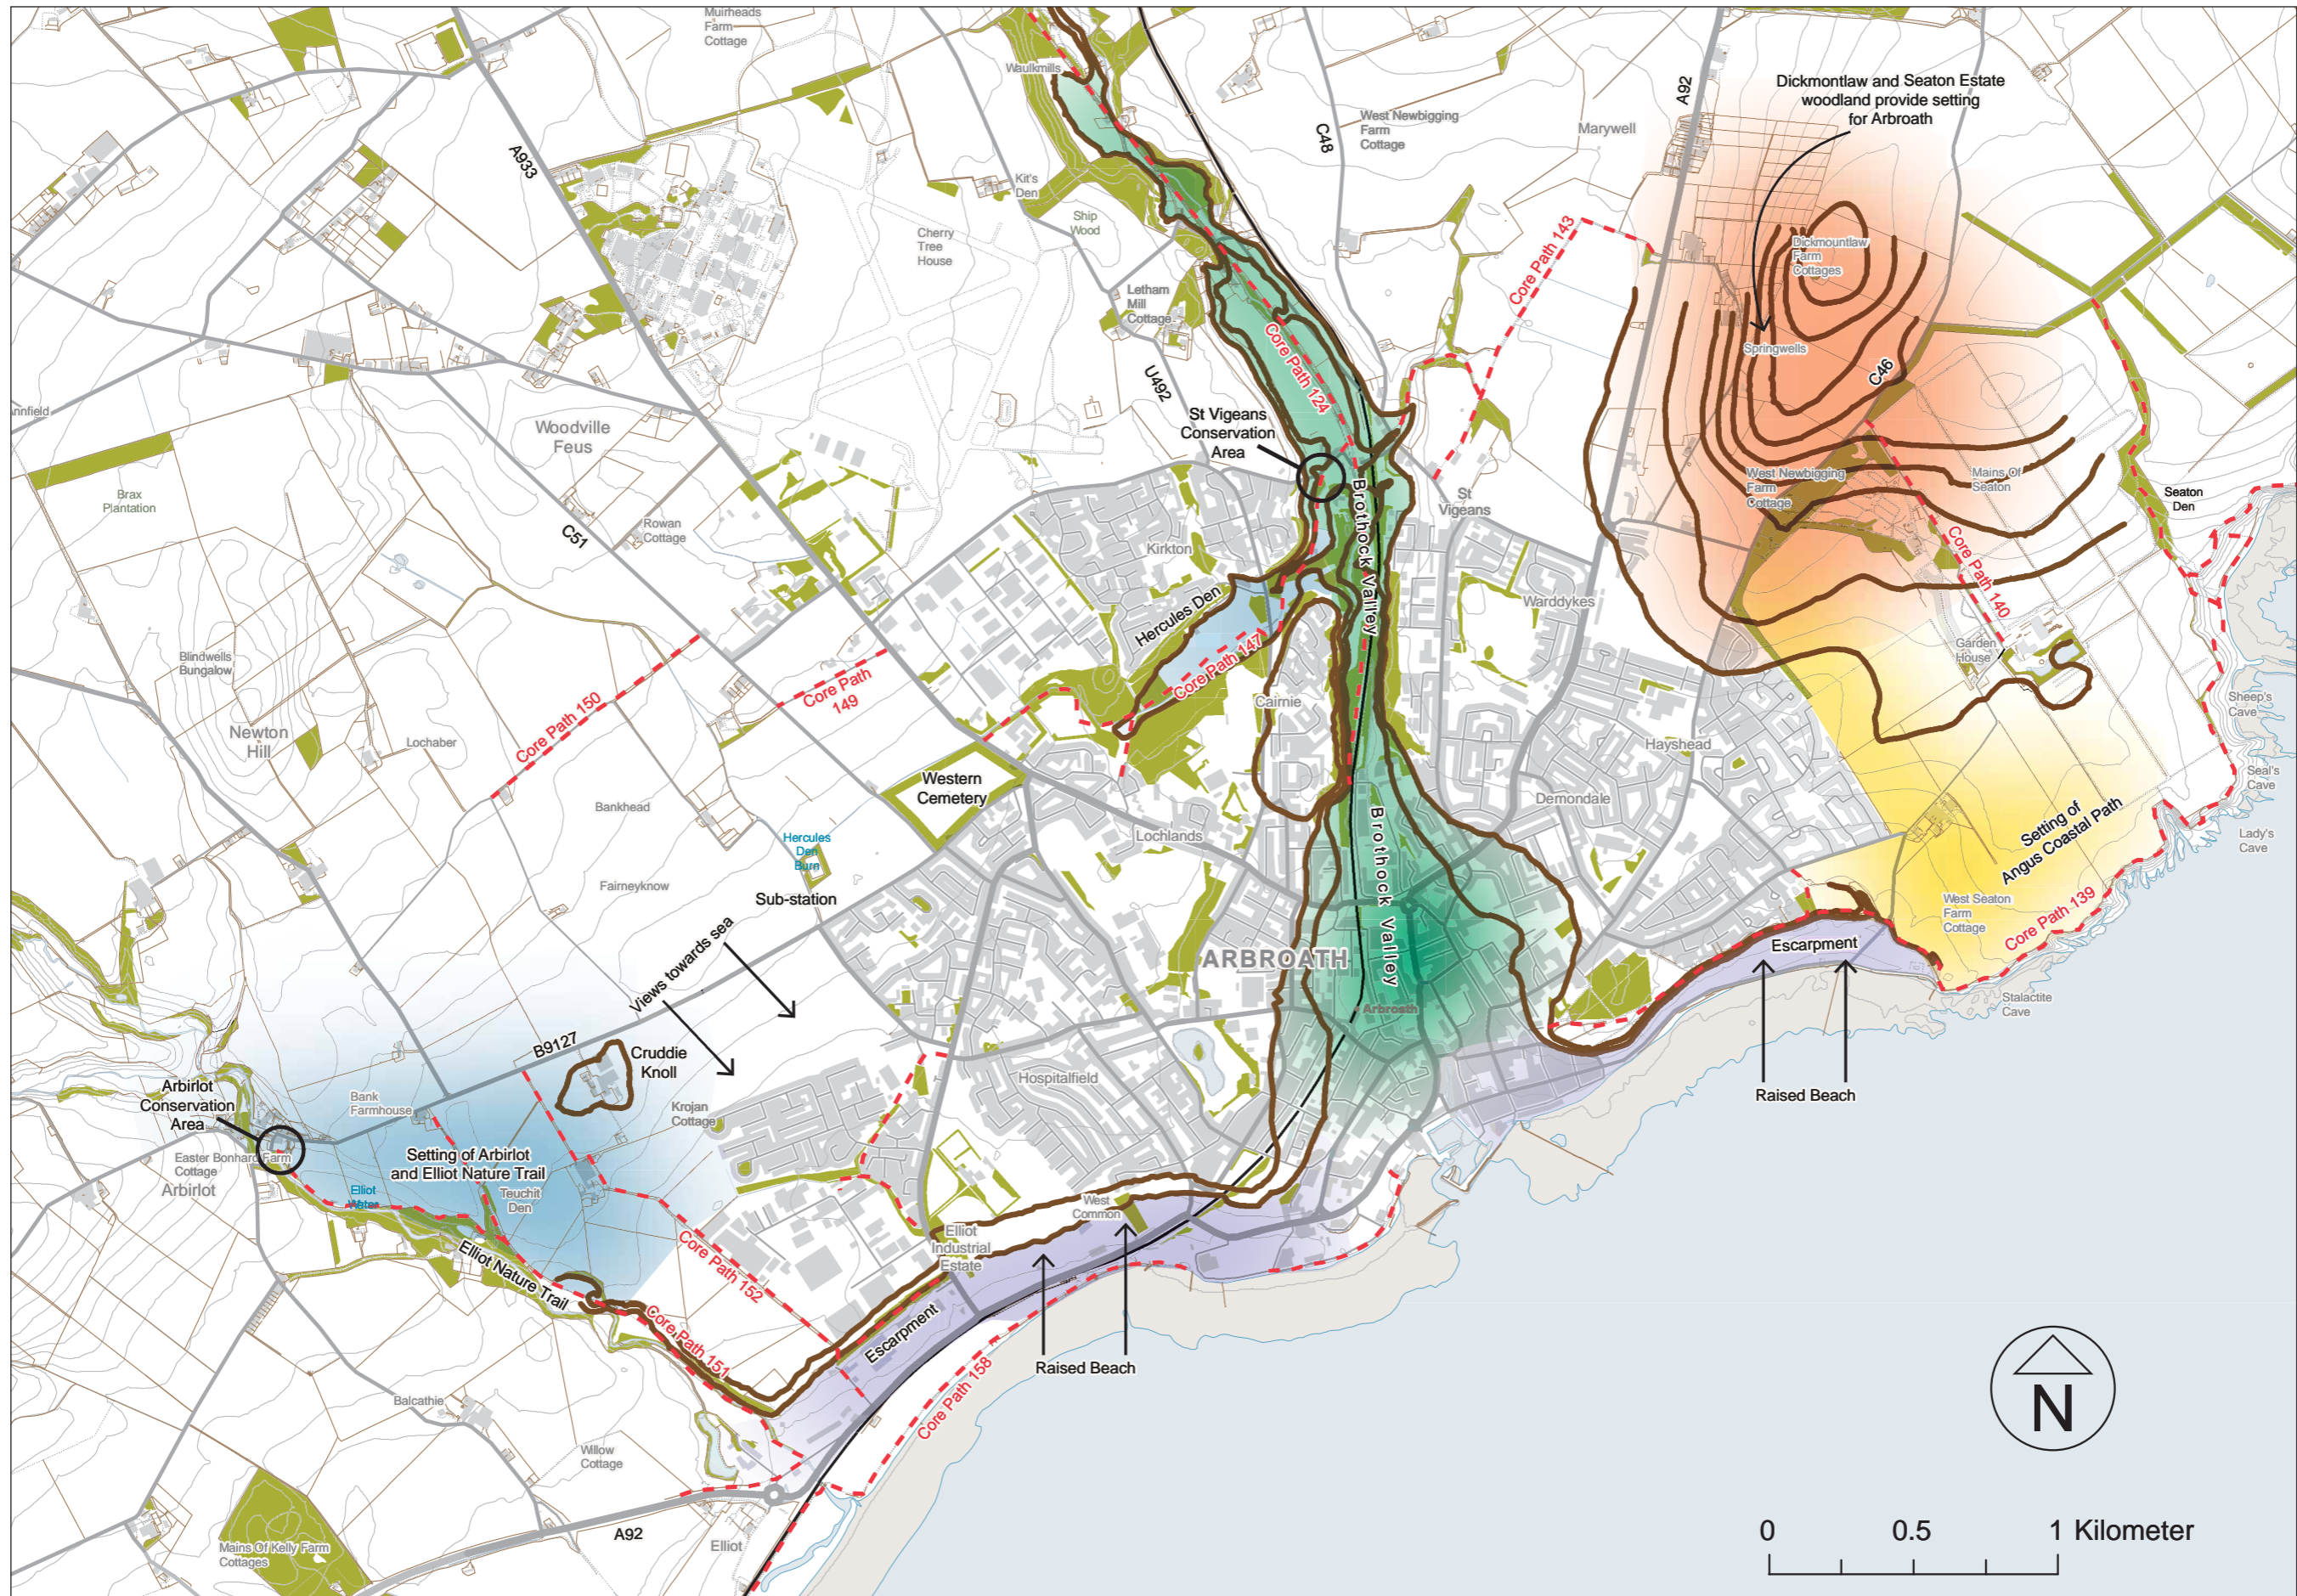 Muirheads
Farm
Cottage
Waulkmills
A933
Kit's
Den
Ship
Wood
Cherry
Tree
House
Letham
Mill
Cottage
U492
C48
West Newbigging
Farm
Cottage
Marywell
A92
Dickmontlaw and Seaton Estate
woodland provide setting
for Arbroath
Core Path 143
Dickmountlaw
Farm
Cottages
Springwells
C46
Core Path 124
St Vigeans
Conservation
Area
nnfield
Woodville
Feus
Brax
Plantation
Rowan
Cottage
C51
Kirkton
Brothock Valley
St
Vigeans
West Newbigging
Farm
Cottage
Mains Of
Seaton
Seaton
Den
Core Path 140
Hercules Den
Core Path 147
Warddykes
Garden
House
Blindwells
Bungalow
Newton
Hill
Lochaber
Core Path 150
Core Path
149
Cairnie
Hayshead
Sheep's
Cave
Seal's
Cave
Bankhead
Western
Cemetery
Demondale
Setting of
Angus Coastal Path
Lady's
Cave
Hercules
Den
Burn
Lochlands
Brothock Valley
Fairneyknow
Sub-station
Views towards sea
West Seaton
Farm
Cottage
Core Path 139
ARBROATH
Escarpment
Stalactite
Cave
Arbroath
B9127
Cruddie
Knoll
Arbirlot
Conservation
Area
Bank
Farmhouse
Krojan
Cottage
Hospitalfield
Raised Beach
Easter Bonhard Farm
Cottage
Arbirlot
Setting of Arbirlot
and Elliot Nature Trail
Elliot
Water
Teuchit
Den
West
Common
Elliot
Industrial
Estate
Elliot Nature Trail
Core Path 152
Core Path 151
Escarpment
Raised Beach
Core Path 158
Balcathie
Willow
Cottage
A92
Elliot
Mains Of Kelly Farm
Cottages
N
0 0.5 1 Kilometer